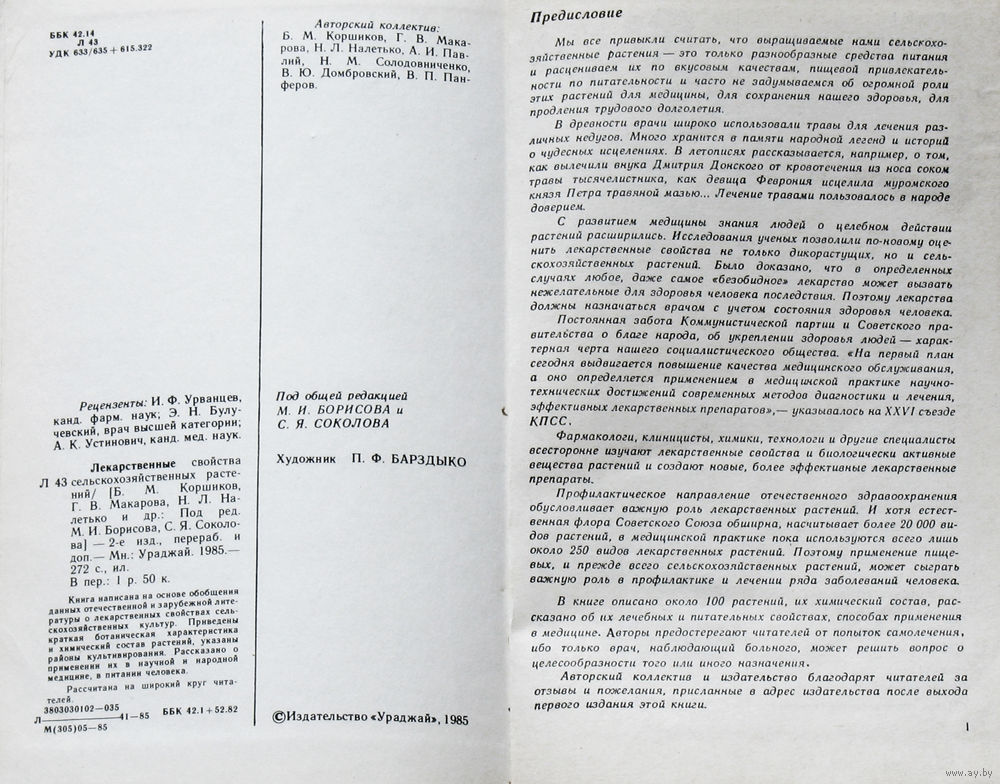 ББК 42.14
Л 43
УДК 633/635 + 615.322
Рецензенты: И. Ф. Урванцев,
канд. фарм. наук; Э. Н. Булу-
чевский, врач высшей категории;
А. К. Устинович, канд. мед. наук.
Лекарственные свойства
Л 43 сельскохозяйственных расте-
ний/ [Б. М. Коршиков,
Г. В. Макарова, Н. Л. На-
летько и др.: Под ред.
М. И. Борисова, С. Я. Соколо-
ва] — 2-е изд., перераб. и
доп.— Мн.: Ураджай. 1985.—
272 с., ил.
В пер.: 1 р. 50 к.
Книга написана на основе обобщения
данных отечественной и зарубежной лите-
ратуры о лекарственных свойствах сель-
скохозяйственных культур. Приведены
краткая ботаническая характеристика
и химический состав растений, указаны
районы культивирования. Рассказано о
применении их в научной и народной
медицине, в питании человека.
Рассчитана на широкий круг чита-
телей.
3803030102—035
Л———41—85 ББК 42.1+52.82
М(305)05—85
Авторский коллектив:
Б. М. Коршиков, Г. В. Мака-
рова, Н. Л. Налетько, А. И. Пав-
лий, Н. М. Солодовниченко,
В. Ю. Домбровский, В. П. Пан-
феров.
Под общей редакцией
М. И. БОРИСОВА и
С. Я. СОКОЛОВА
Художник П. Ф. БАРЗДЫКО
©Издательство «Ураджай», 1985
Предисловие
Мы все привыкли считать, что выращиваемые нами сельскохо-
зяйственные растения — это только разнообразные средства питания
и расцениваем их по вкусовым качествам, пищевой привлекатель-
ности по питательности и часто не задумываемся об огромной роли
этих растений для медицины, для сохранения нашего здоровья, для
продления трудового долголетия.
В древности врачи широко использовали травы для лечения раз-
личных недугов. Много хранится в памяти народной легенд и историй
о чудесных исцелениях. В летописях рассказывается, например, о том,
как вылечили внука Дмитрия Донского от кровотечения из носа соком
травы тысячелистника, как девица Феврония исцелила муромского
князя Петра травяной мазью... Лечение травами пользовалось в народе
доверием.
С развитием медицины знания людей о целебном действии
растений расширились. Исследования ученых позволили по-новому оце-
нить лекарственные свойства не только дикорастущих, но и сель-
скохозяйственных растений. Было доказано, что в определенных
случаях любое, даже самое «безобидное» лекарство может вызвать
нежелательные для здоровья человека последствия. Поэтому лекарства
должны назначаться врачом с учетом состояния здоровья человека.
Постоянная забота Коммунистической партии и Советского пра-
вительства о благе народа, об укреплении здоровья людей — харак-
терная черта нашего социалистического общества. «На первый план
сегодня выдвигается повышение качества медицинского обслуживания,
а оно определяется применением в медицинской практике научно-
технических достижений современных методов диагностики и лечения,
эффективных лекарственных препаратов»,— указывалось на XXVI съезде
КПСС.
Фармакологи, клиницисты, химики, технологи и другие специалисты
всесторонне изучают лекарственные свойства и биологически активные
вещества растений и создают новые, более эффективные лекарственные
препараты.
Профилактическое направление отечественного здравоохранения
обусловливает важную роль лекарственных растений. И хотя естест-
венная флора Советского Союза обширна, насчитывает более 20 000 ви-
дов растений, в медицинской практике пока используются всего лишь
около 250 видов лекарственных растений. Поэтому применение пище-
вых, и прежде всего сельскохозяйственных растений, может сыграть
важную роль в профилактике и лечении ряда заболеваний человека.
В книге описано около 100 растений, их химический состав, рас-
сказано об их лечебных и питательных свойствах, способах применения
в медицине. Авторы предостерегают читателей от попыток самолечения,
ибо только врач, наблюдающий больного, может решить вопрос о
целесообразности того или иного назначения.
Авторский коллектив и издательство благодарят читателей за
отзывы и пожелания, присланные в адрес издательства после выхода
первого издания этой книги.
1
www.ay.by